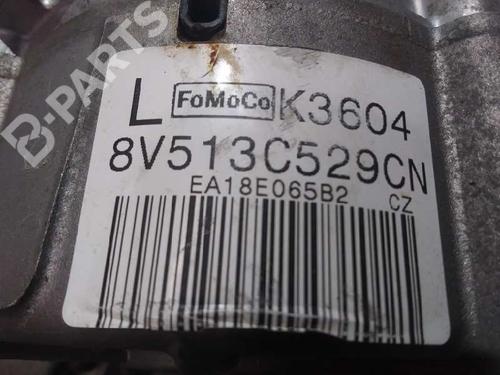 B-PARTS
L FoMoCo K3604
8V513C529CN
EA18E065B2 CZ